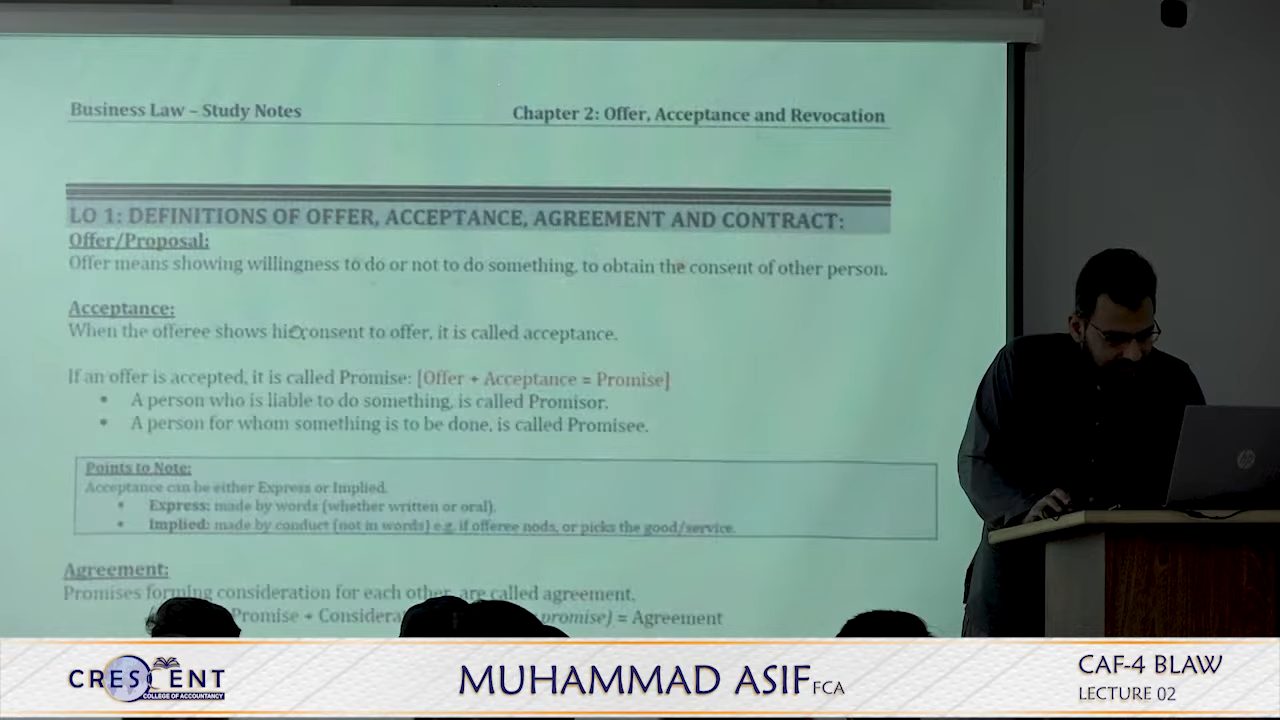 Business Law – Study Notes
Chapter 2: Offer, Acceptance and Revocation
LO 1: DEFINITIONS OF OFFER, ACCEPTANCE, AGREEMENT AND CONTRACT:
Offer/Proposal:
Offer means showing willingness to do or not to do something, to obtain the consent of other person.
Acceptance:
When the offeree shows his consent to offer, it is called acceptance.
If an offer is accepted, it is called Promise: [Offer + Acceptance = Promise]
• A person who is liable to do something, is called Promisor.
• A person for whom something is to be done, is called Promisee.
Points to Note:
Acceptance can be either Express or Implied.
• Express: made by words (whether written or oral).
• Implied: made by conduct (not in words) e.g. if offeree nods, or picks the good/service.
Agreement:
Promises forming consideration for each other, are called agreement.
Promise + promise) = Agreement
CRESCENT
COLLEGE OF ACCOUNTANCY
MUHAMMAD ASIF FCA
CAF-4 BLAW
LECTURE 02
hp